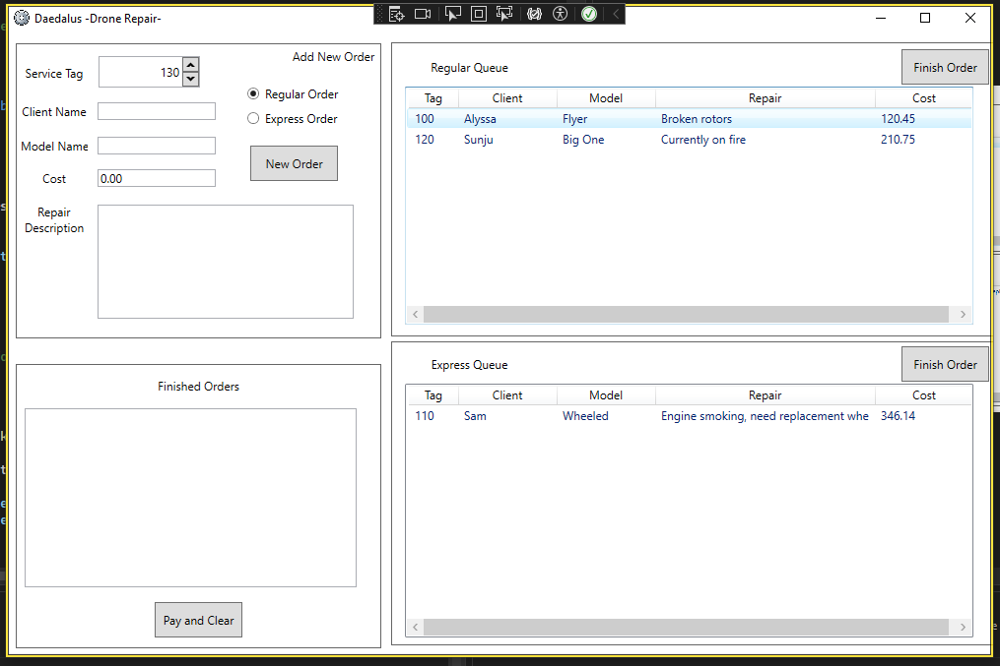 Daedalus -Drone Repair-
Add New Order
Service Tag 130
Regular Order
Client Name
Express Order
Model Name
New Order
Cost 0.00
Repair
Description
Finished Orders
Pay and Clear
Regular Queue Finish Order
Tag Client Model Repair Cost
100 Alyssa Flyer Broken rotors 120.45
120 Sunju Big One Currently on fire 210.75
Express Queue Finish Order
Tag Client Model Repair Cost
110 Sam Wheeled Engine smoking, need replacement whe 346.14